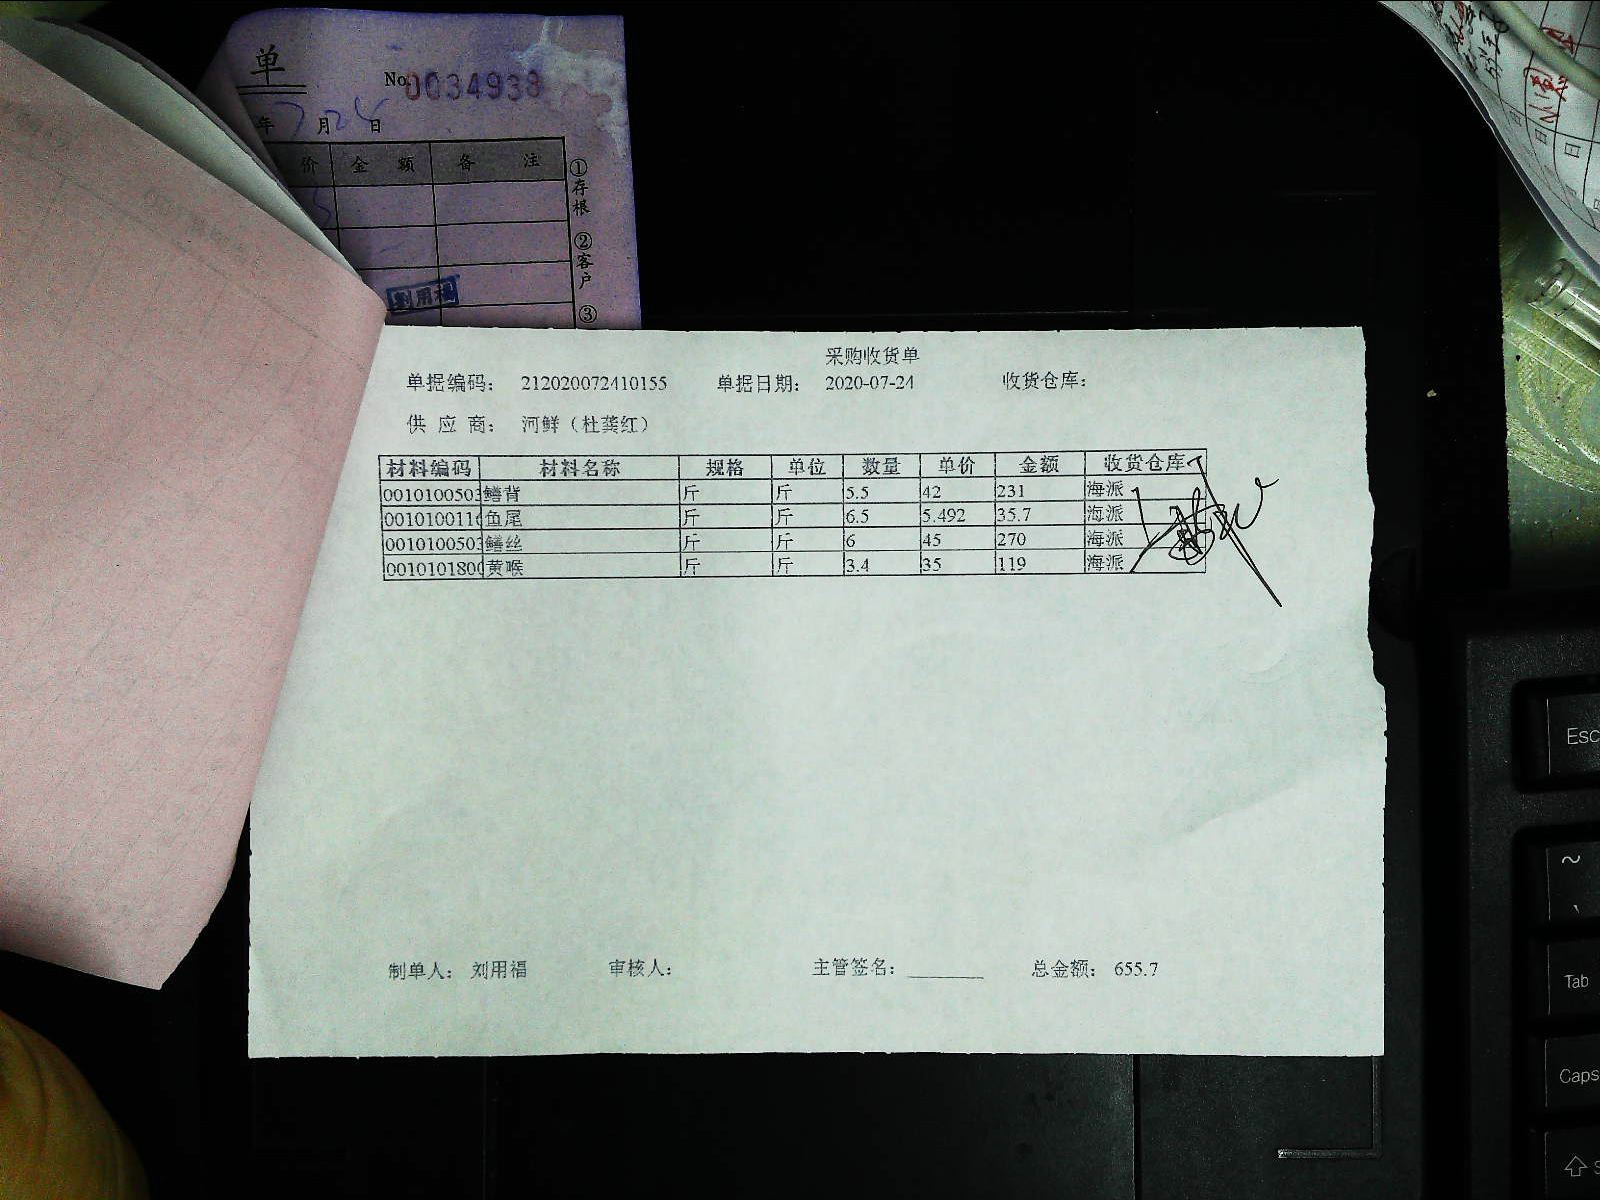 单
No 0034938
年7月24日
价 金 额 备 注
①存根
②客户
③
刘用福
采购收货单
单据编码： 212020072410155 单据日期： 2020-07-24 收货仓库：
供 应 商： 河鲜（杜龚红）
材料编码 材料名称 规格 单位 数量 单价 金额 收货仓库
0010100503 鳝背 斤 斤 5.5 42 231 海派
0010100116 鱼尾 斤 斤 6.5 5.492 35.7 海派
0010100503 鳝丝 斤 斤 6 45 270 海派
0010101800 黄喉 斤 斤 3.4 35 119 海派
制单人： 刘用福 审核人： 主管签名： 总金额： 655.7
Esc
~
Tab
Caps